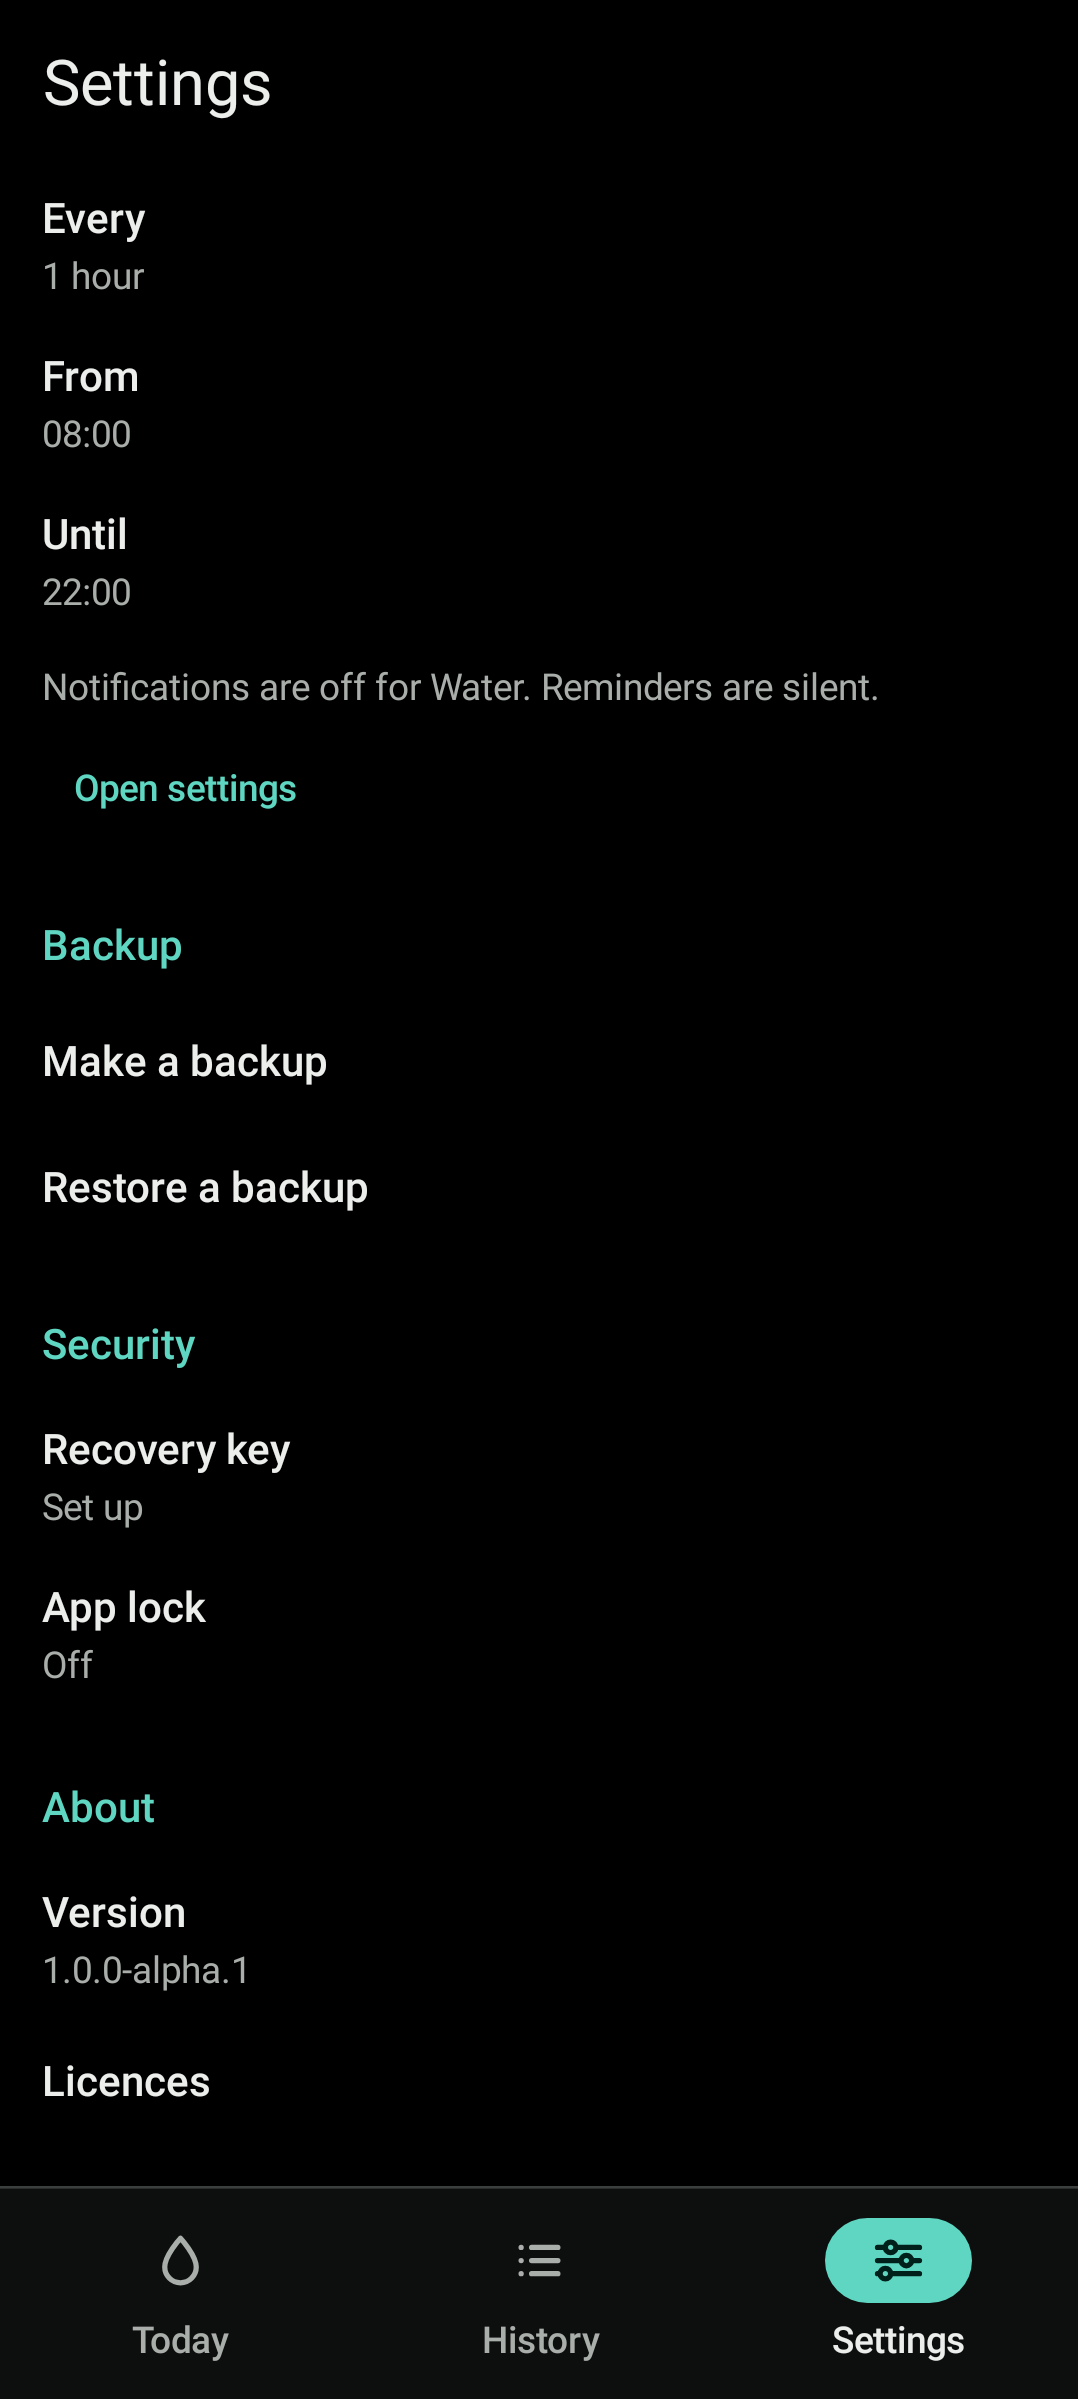 Settings
Every
1 hour
From
08:00
Until
22:00
Notifications are off for Water. Reminders are silent.
Open settings
Backup
Make a backup
Restore a backup
Security
Recovery key
Set up
App lock
Off
About
Version
1.0.0-alpha.1
Licences
Today
History
Settings